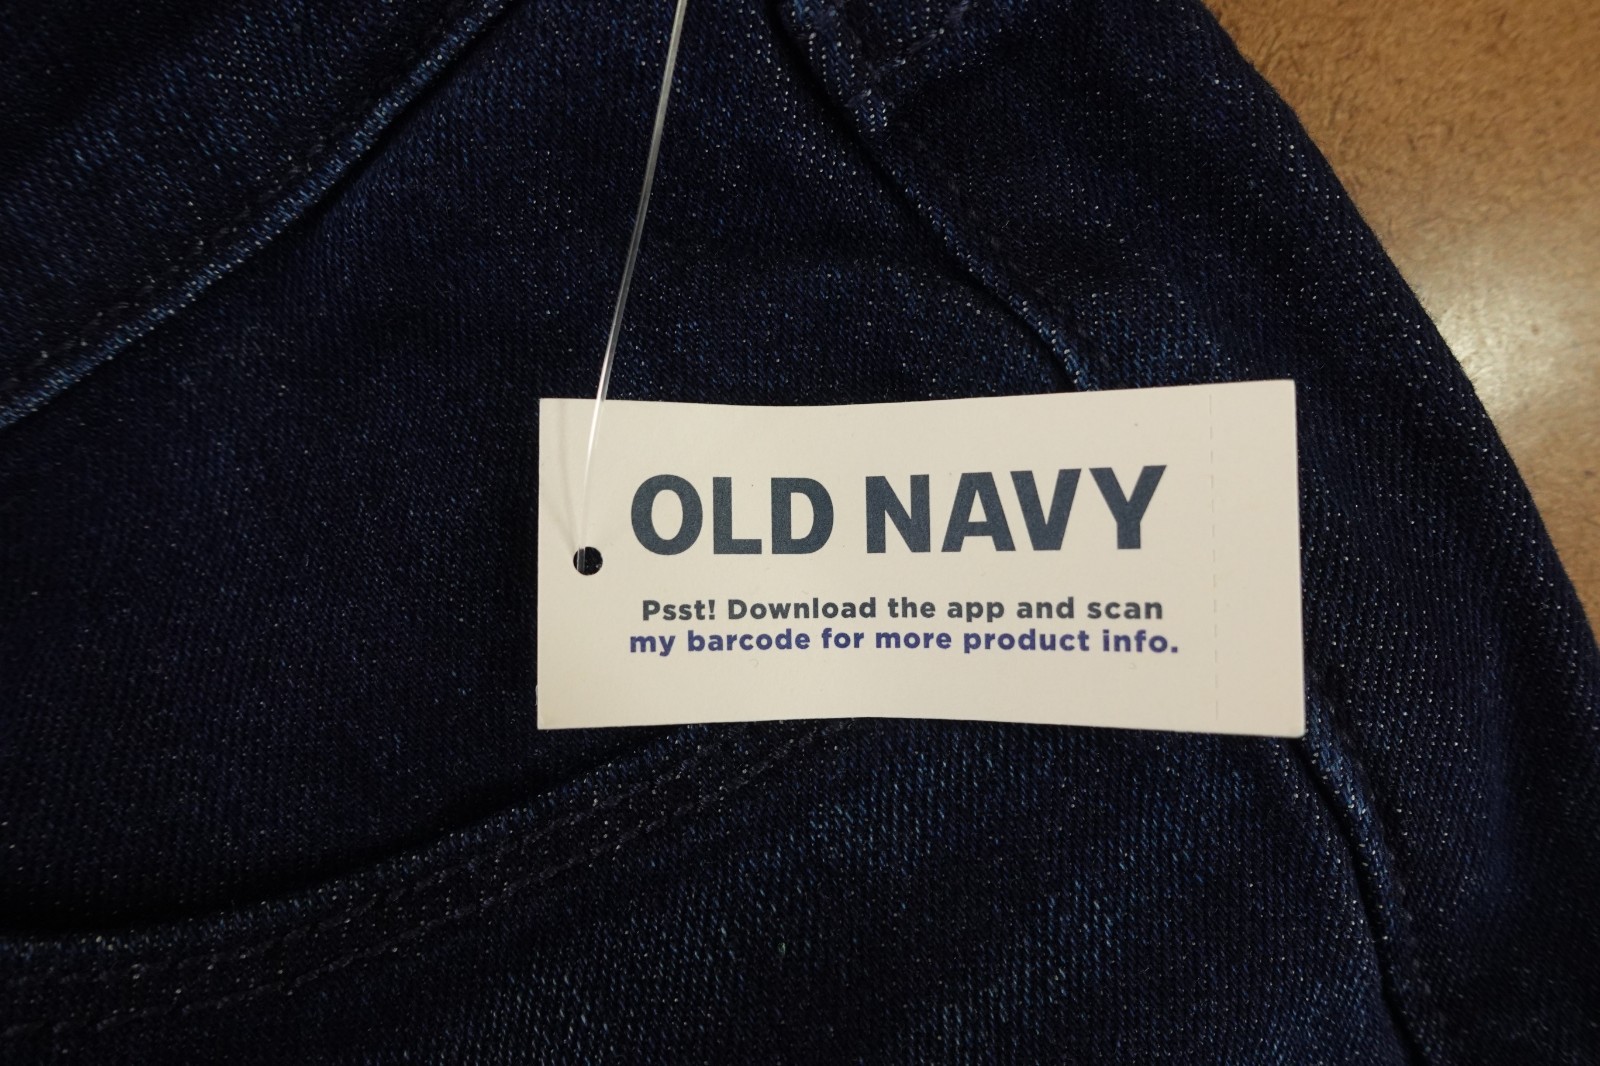 OLD NAVY
Psst! Download the app and scan
my barcode for more product info.